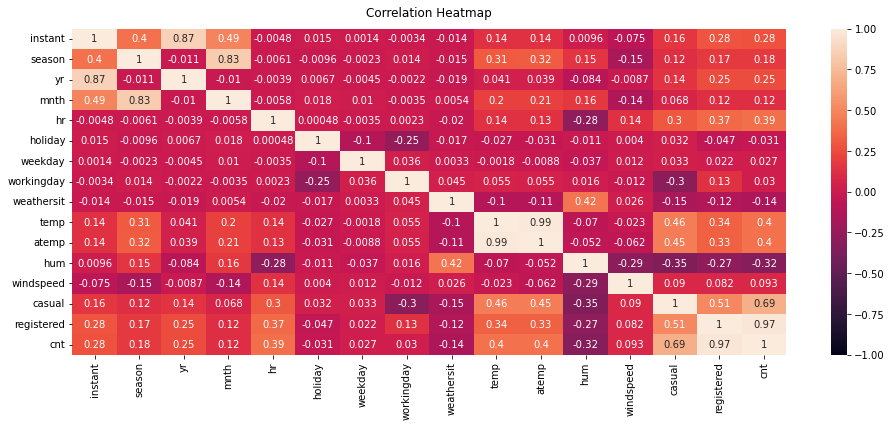 Correlation Heatmap
instant 1 0.4 0.87 0.49 -0.0048 0.015 0.0014 -0.0034 -0.014 0.14 0.14 0.0096 -0.075 0.16 0.28 0.28
season 0.4 1 -0.011 0.83 -0.0061 -0.0096 -0.0023 0.014 -0.015 0.31 0.32 0.15 -0.15 0.12 0.17 0.18
yr 0.87 -0.011 1 -0.01 -0.0039 0.0067 -0.0045 -0.0022 -0.019 0.041 0.039 -0.084 -0.0087 0.14 0.25 0.25
mnth 0.49 0.83 -0.01 1 -0.0058 0.018 0.01 -0.0035 0.0054 0.2 0.21 0.16 -0.14 0.068 0.12 0.12
hr -0.0048 -0.0061 -0.0039 -0.0058 1 0.00048 -0.0035 0.0023 -0.02 0.14 0.13 -0.28 0.14 0.3 0.37 0.39
holiday 0.015 -0.0096 0.0067 0.018 0.00048 1 -0.1 -0.25 -0.017 -0.027 -0.031 -0.011 0.004 0.032 -0.047 -0.031
weekday 0.0014 -0.0023 -0.0045 0.01 -0.0035 -0.1 1 0.036 0.0033 -0.0018 -0.0088 -0.037 0.012 0.033 0.022 0.027
workingday -0.0034 0.014 -0.0022 -0.0035 0.0023 -0.25 0.036 1 0.045 0.055 0.055 0.016 -0.012 -0.3 0.13 0.03
weathersit -0.014 -0.015 -0.019 0.0054 -0.02 -0.017 0.0033 0.045 1 -0.1 -0.11 0.42 0.026 -0.15 -0.12 -0.14
temp 0.14 0.31 0.041 0.2 0.14 -0.027 -0.0018 0.055 -0.1 1 0.99 -0.07 -0.023 0.46 0.34 0.4
atemp 0.14 0.32 0.039 0.21 0.13 -0.031 -0.0088 0.055 -0.11 0.99 1 -0.052 -0.062 0.45 0.33 0.4
hum 0.0096 0.15 -0.084 0.16 -0.28 -0.011 -0.037 0.016 0.42 -0.07 -0.052 1 -0.29 -0.35 -0.27 -0.32
windspeed -0.075 -0.15 -0.0087 -0.14 0.14 0.004 0.012 -0.012 0.026 -0.023 -0.062 -0.29 1 0.09 0.082 0.093
casual 0.16 0.12 0.14 0.068 0.3 0.032 0.033 -0.3 -0.15 0.46 0.45 -0.35 0.09 1 0.51 0.69
registered 0.28 0.17 0.25 0.12 0.37 -0.047 0.022 0.13 -0.12 0.34 0.33 -0.27 0.082 0.51 1 0.97
cnt 0.28 0.18 0.25 0.12 0.39 -0.031 0.027 0.03 -0.14 0.4 0.4 -0.32 0.093 0.69 0.97 1
instant season yr mnth hr holiday weekday workingday weathersit temp atemp hum windspeed casual registered cnt
1.00
0.75
0.50
0.25
0.00
−0.25
−0.50
−0.75
−1.00